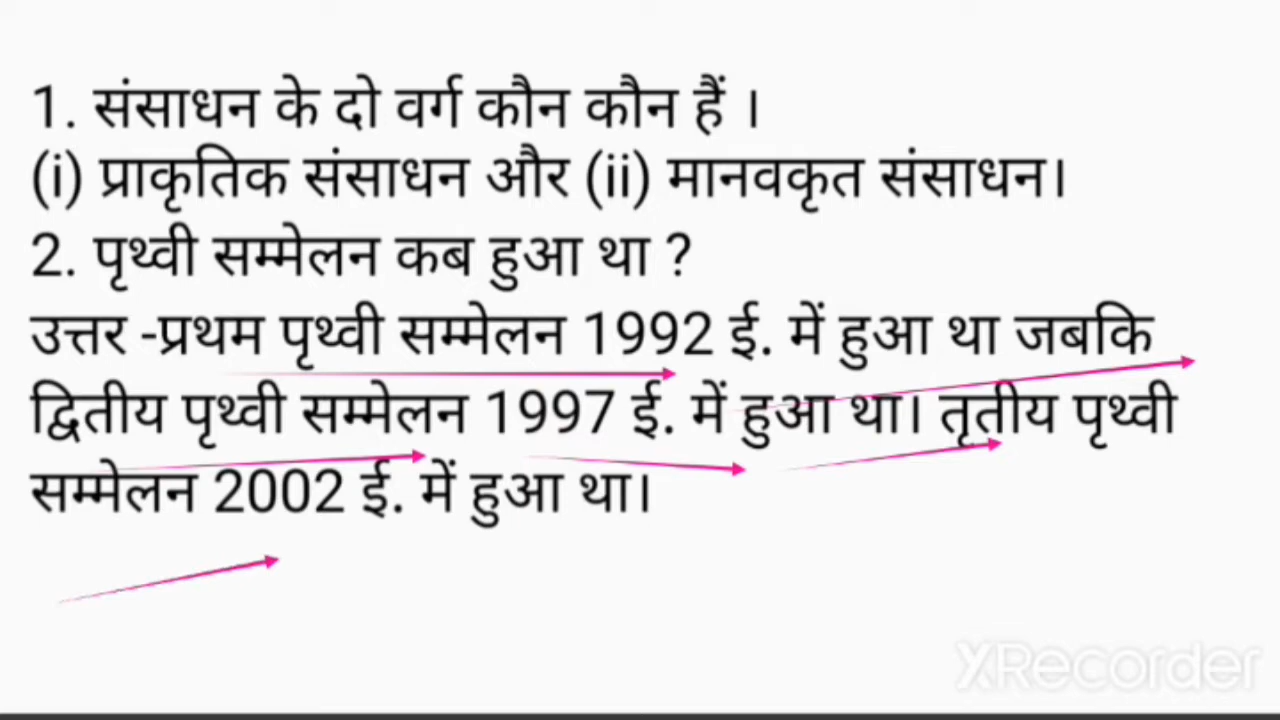 1. संसाधन के दो वर्ग कौन कौन हैं ।
(i) प्राकृतिक संसाधन और (ii) मानवकृत संसाधन।
2. पृथ्वी सम्मेलन कब हुआ था ?
उत्तर -प्रथम पृथ्वी सम्मेलन 1992 ई. में हुआ था जबकि
द्वितीय पृथ्वी सम्मेलन 1997 ई. में हुआ था। तृतीय पृथ्वी
सम्मेलन 2002 ई. में हुआ था।
XRecorder